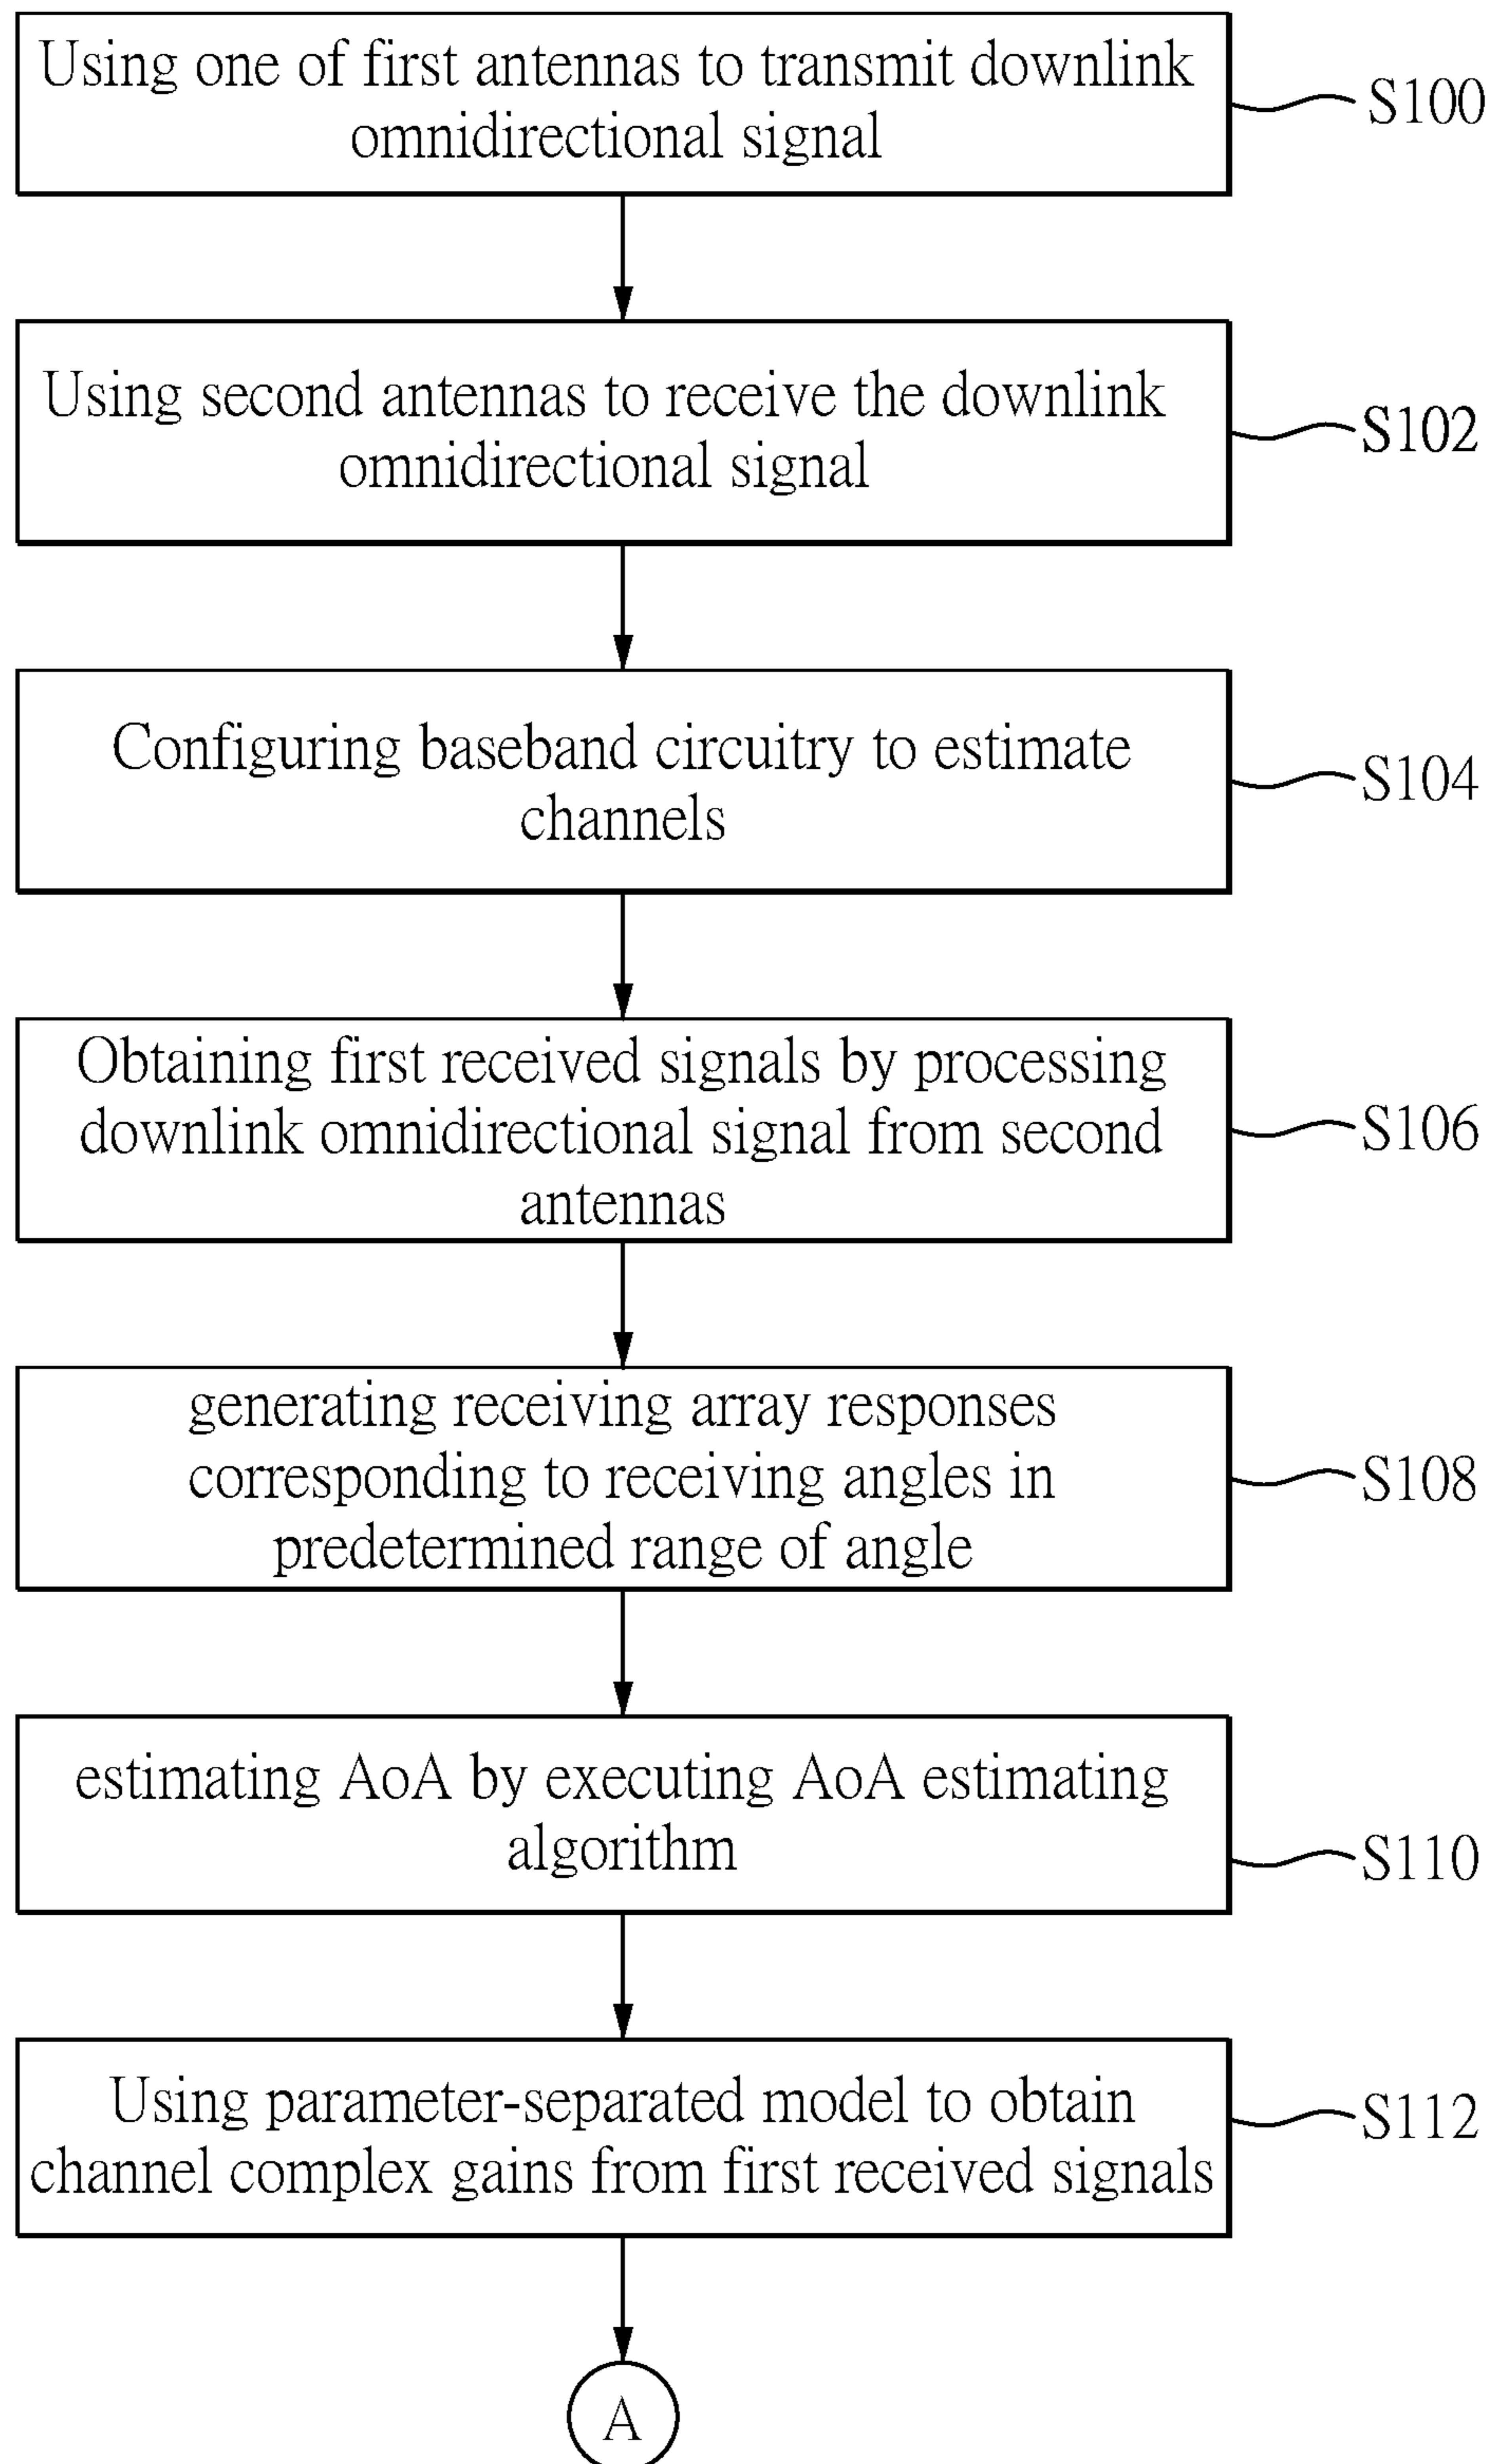 Using one of first antennas to transmit downlink
omnidirectional signal
S100
Using second antennas to receive the downlink
omnidirectional signal
S102
Configuring baseband circuitry to estimate
channels
S104
Obtaining first received signals by processing
downlink omnidirectional signal from second
antennas
S106
generating receiving array responses
corresponding to receiving angles in
predetermined range of angle
S108
estimating AoA by executing AoA estimating
algorithm
S110
Using parameter-separated model to obtain
channel complex gains from first received signals
S112
A